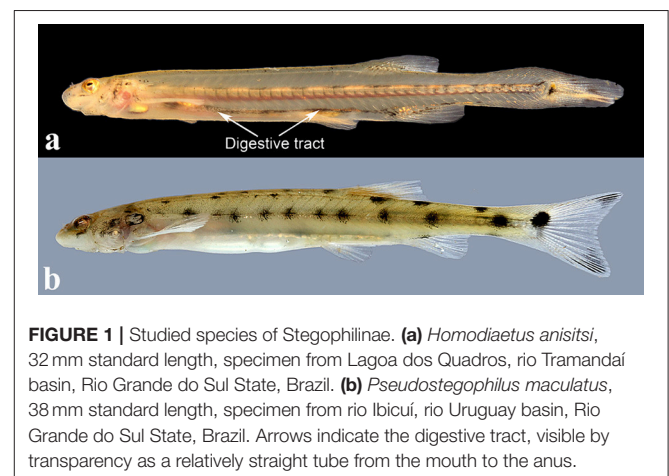 a
Digestive tract
b
FIGURE 1 | Studied species of Stegophilinae. (a) Homodiaetus anisitsi,
32 mm standard length, specimen from Lagoa dos Quadros, rio Tramandaí
basin, Rio Grande do Sul State, Brazil. (b) Pseudostegophilus maculatus,
38 mm standard length, specimen from rio Ibicuí, rio Uruguay basin, Rio
Grande do Sul State, Brazil. Arrows indicate the digestive tract, visible by
transparency as a relatively straight tube from the mouth to the anus.